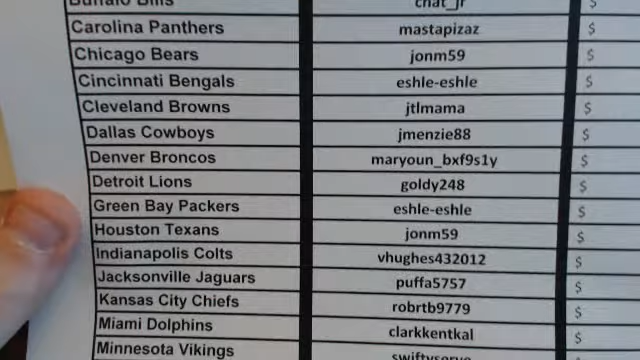 Buffalo Bills chat_jr $
Carolina Panthers mastapizaz $
Chicago Bears jonm59 $
Cincinnati Bengals eshle-eshle $
Cleveland Browns jtlmama $
Dallas Cowboys jmenzie88 $
Denver Broncos maryoun_bxf9s1y $
Detroit Lions goldy248 $
Green Bay Packers eshle-eshle $
Houston Texans jonm59 $
Indianapolis Colts vhughes432012 $
Jacksonville Jaguars puffa5757 $
Kansas City Chiefs robrtb9779 $
Miami Dolphins clarkkentkal $
Minnesota Vikings $